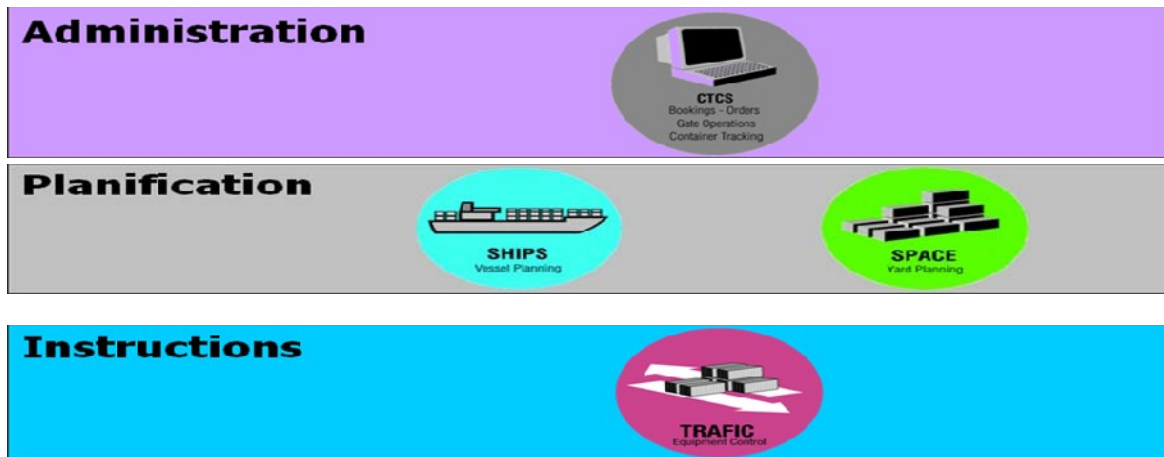 Administration
CTCS
Bookings - Orders
Gate Operations
Container Tracking
Planification
SHIPS
Vessel Planning
SPACE
Yard Planning
Instructions
TRAFIC
Equipment Control